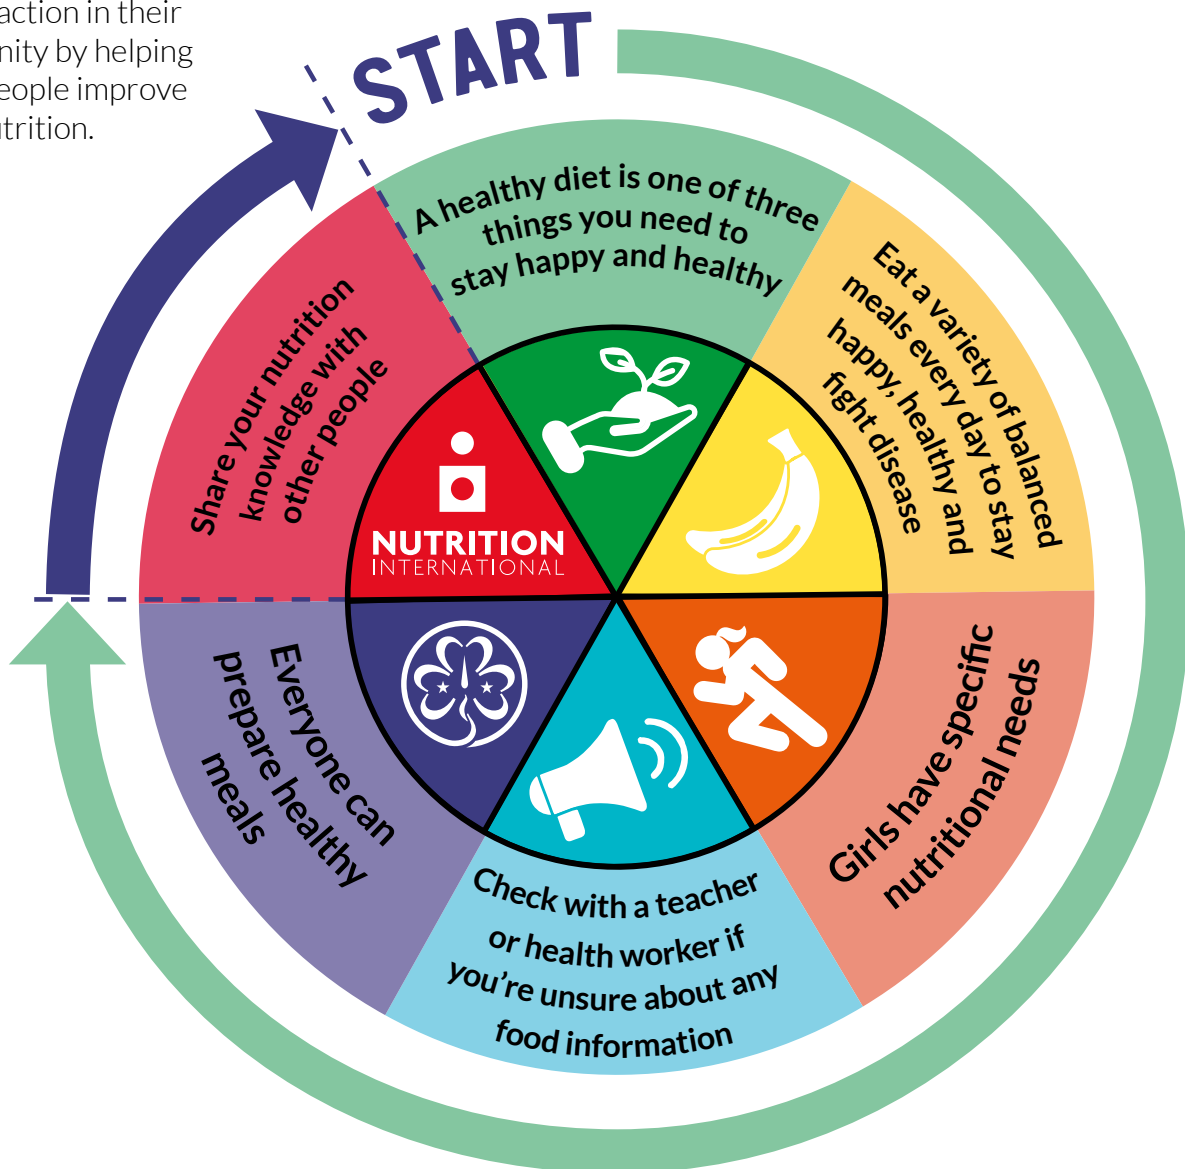 action in their
by helping
improve
START
A healthy diet is one of three
things you need to
stay happy and healthy
Eat a variety of balanced
meals every day to stay
happy, healthy and
fight disease
Girls have specific
nutritional needs
Check with a teacher
or health worker if
you’re unsure about any
food information
Everyone can
prepare healthy
meals
Share your nutrition
knowledge with
other people
NUTRITION
INTERNATIONAL